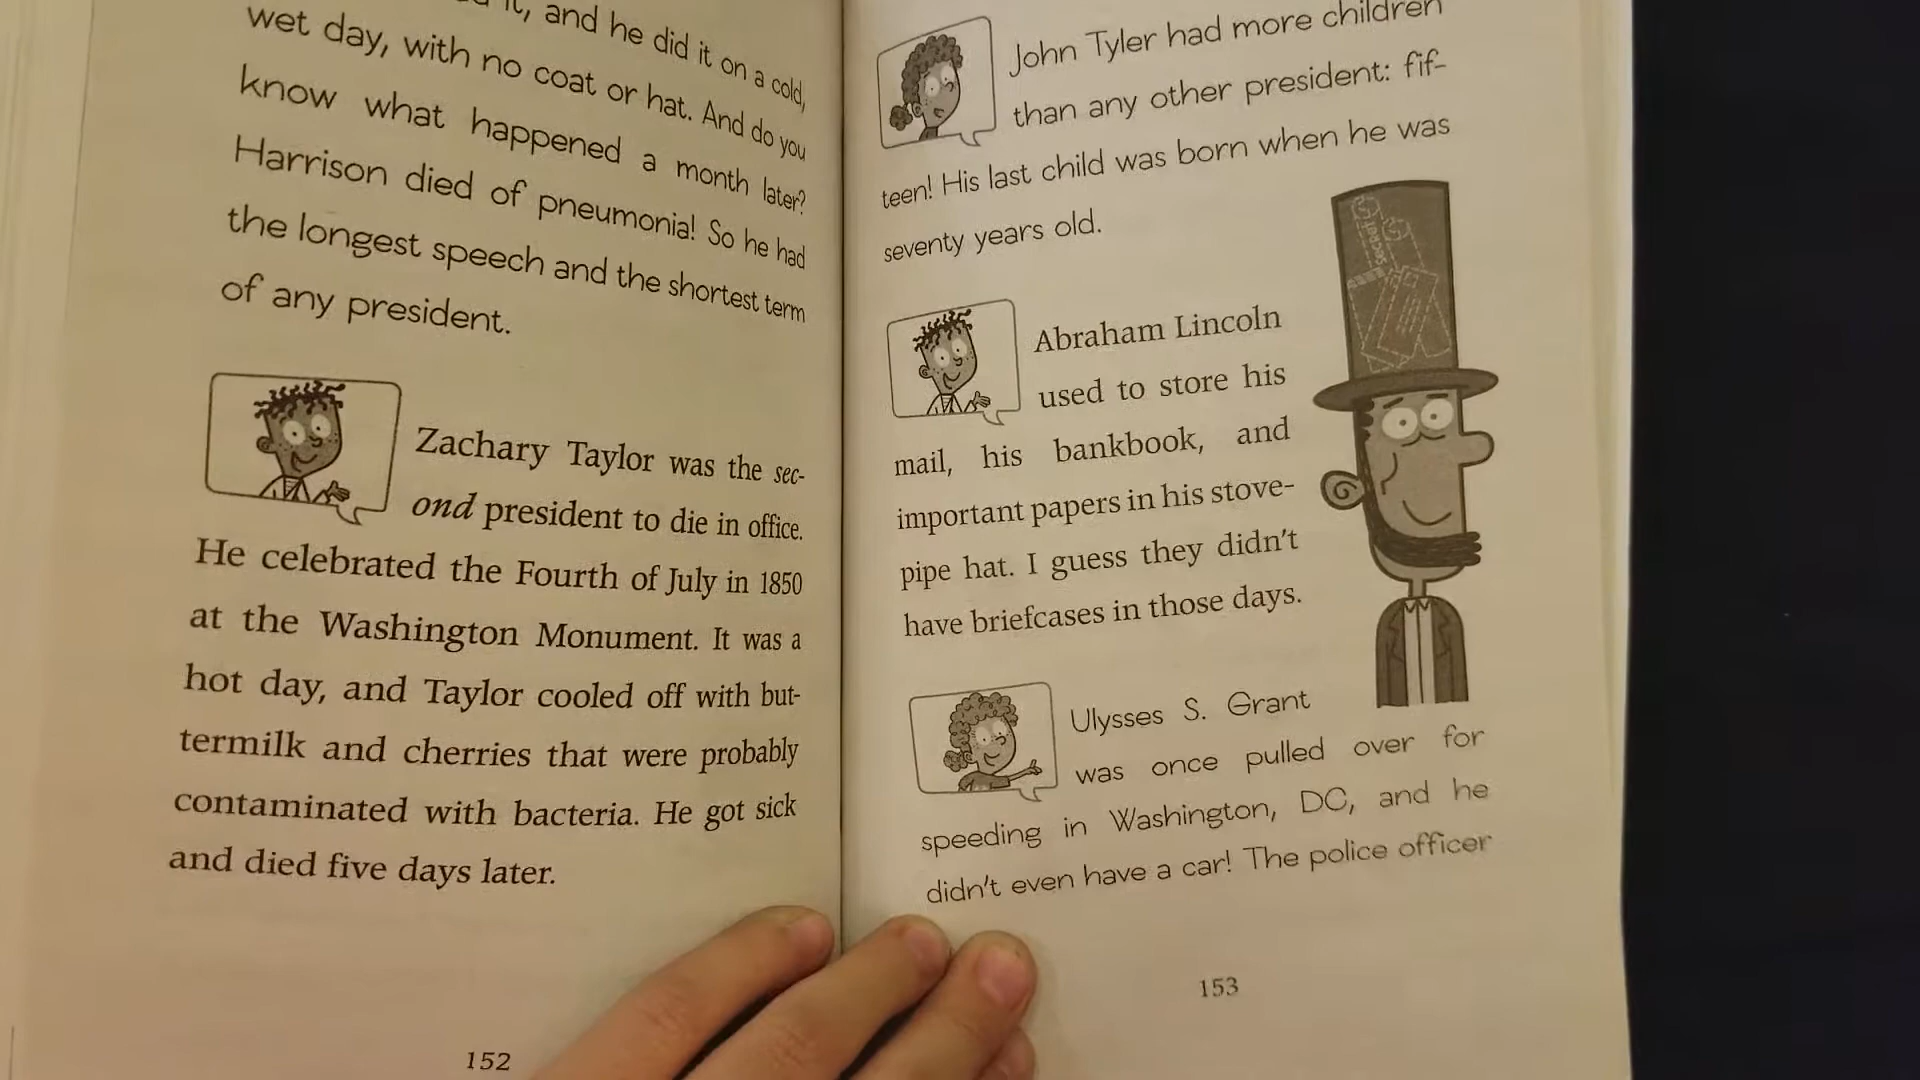 it, and he did it on a cold,
wet day, with no coat or hat. And do you
know what happened a month later?
Harrison died of pneumonia! So he had
the longest speech and the shortest term
of any president.
Zachary Taylor was the sec-
ond president to die in office.
He celebrated the Fourth of July in 1850
at the Washington Monument. It was a
hot day, and Taylor cooled off with but-
termilk and cherries that were probably
contaminated with bacteria. He got sick
and died five days later.
152
John Tyler had more children
than any other president: fif-
teen! His last child was born when he was
seventy years old.
Abraham Lincoln
used to store his
mail, his bankbook, and
important papers in his stove-
pipe hat. I guess they didn't
have briefcases in those days.
Ulysses S. Grant
was once pulled over for
speeding in Washington, DC, and he
didn't even have a car! The police officer
153